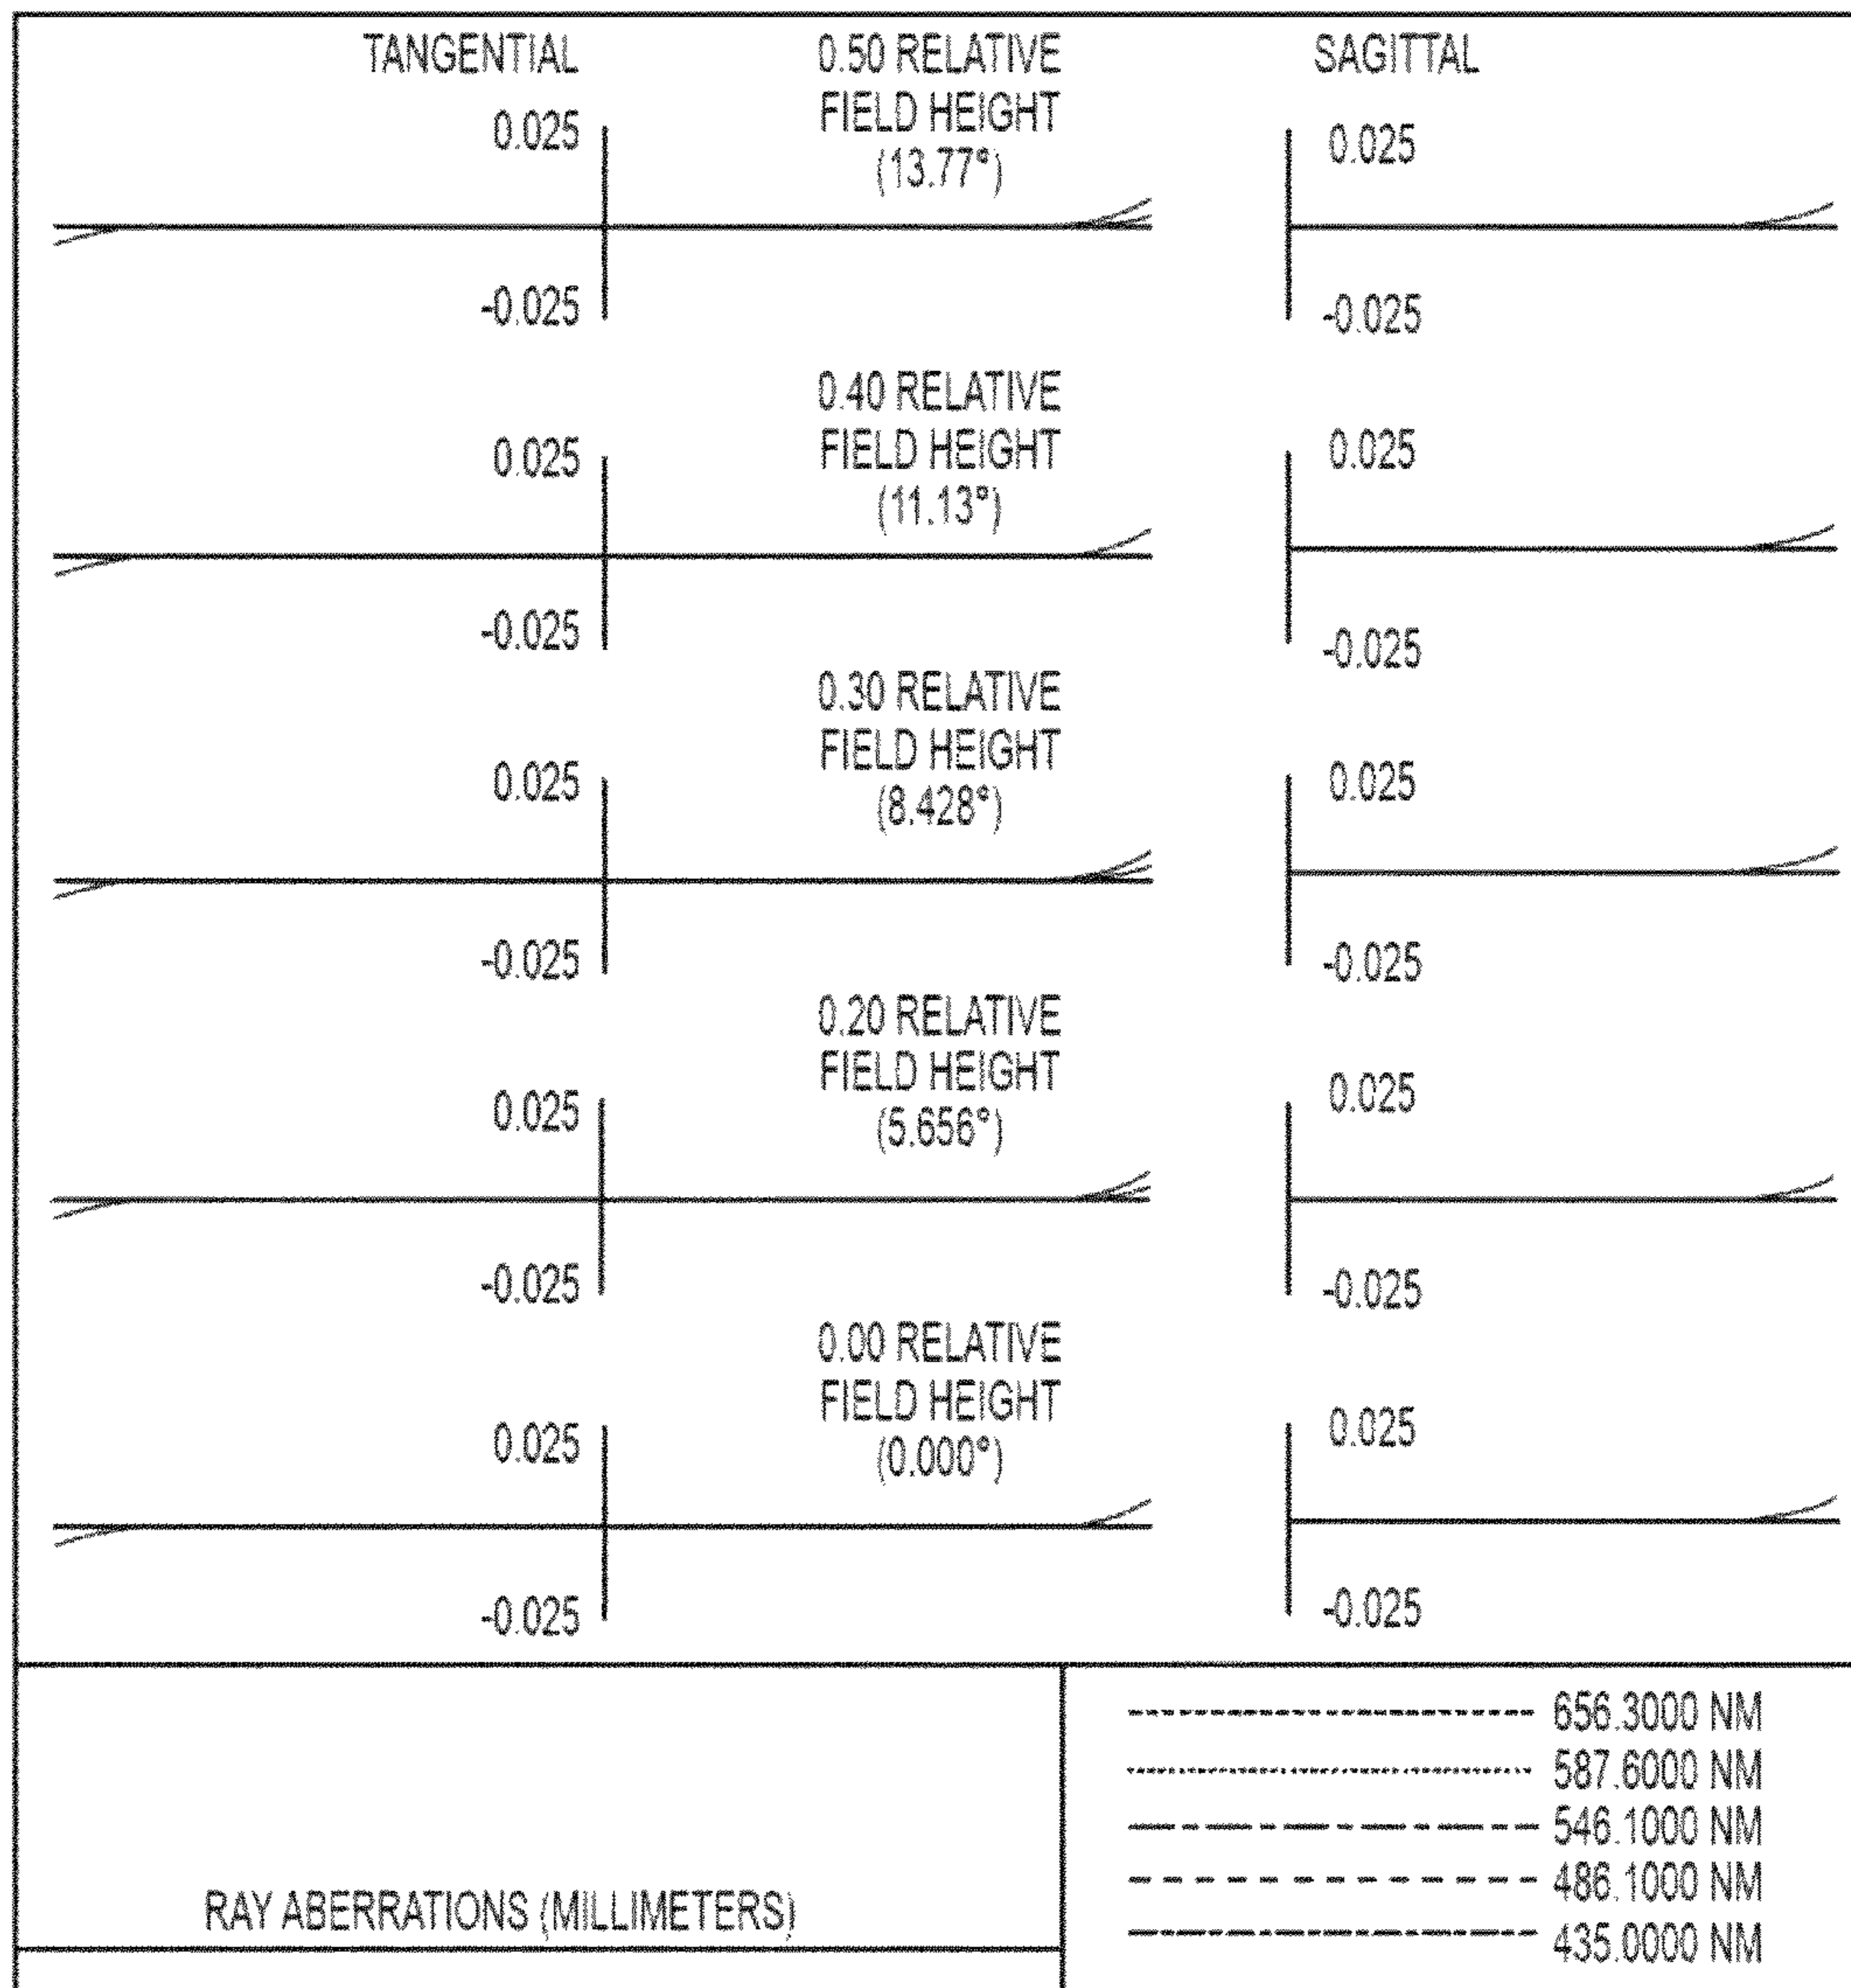 TANGENTIAL
0.50 RELATIVE
FIELD HEIGHT
(13.77°)
SAGITTAL
0.025
0.025
-0.025
-0.025
0.40 RELATIVE
FIELD HEIGHT
(11.13°)
0.025
0.025
-0.025
-0.025
0.30 RELATIVE
FIELD HEIGHT
(8.428°)
0.025
0.025
-0.025
-0.025
0.20 RELATIVE
FIELD HEIGHT
(5.656°)
0.025
0.025
-0.025
-0.025
0.00 RELATIVE
FIELD HEIGHT
(0.000°)
0.025
0.025
-0.025
-0.025
RAY ABERRATIONS (MILLIMETERS)
656.3000 NM
587.6000 NM
546.1000 NM
486.1000 NM
435.0000 NM